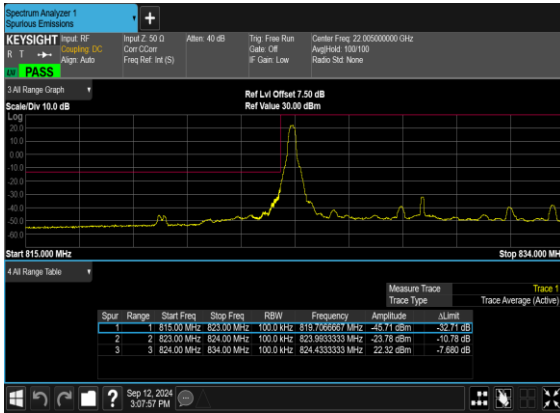 Spectrum Analyzer 1
Spurious Emissions
+
KEYSIGHT Input: RF Input Z: 50 Ω Atten: 40 dB Trig: Free Run Center Freq: 22.005000000 GHz
R T Coupling: DC Corr CCorr Gate: Off Avg|Hold: 100/100
Align: Auto Freq Ref: Int (S) IF Gain: Low Radio Std: None
PASS
3 All Range Graph
Ref Lvl Offset 7.50 dB
Scale/Div 10.0 dB Ref Value 30.00 dBm
Log
20.0
10.0
0.00
-10.0
-20.0
-30.0
-40.0
-50.0
-60.0
Start 815.000 MHz Stop 834.000 MH
4 All Range Table
Measure Trace Trace 1
Trace Type Trace Average (Active)
Spur Range Start Freq Stop Freq RBW Frequency Amplitude ΔLimit
1 1 815.00 MHz 823.00 MHz 100.0 kHz 819.7066667 MHz -45.71 dBm -32.71 dB
2 2 823.00 MHz 824.00 MHz 100.0 kHz 823.9933333 MHz -23.78 dBm -10.78 dB
3 3 824.00 MHz 834.00 MHz 100.0 kHz 824.4333333 MHz 22.32 dBm -7.680 dB
?
Sep 12, 2024
3:07:57 PM